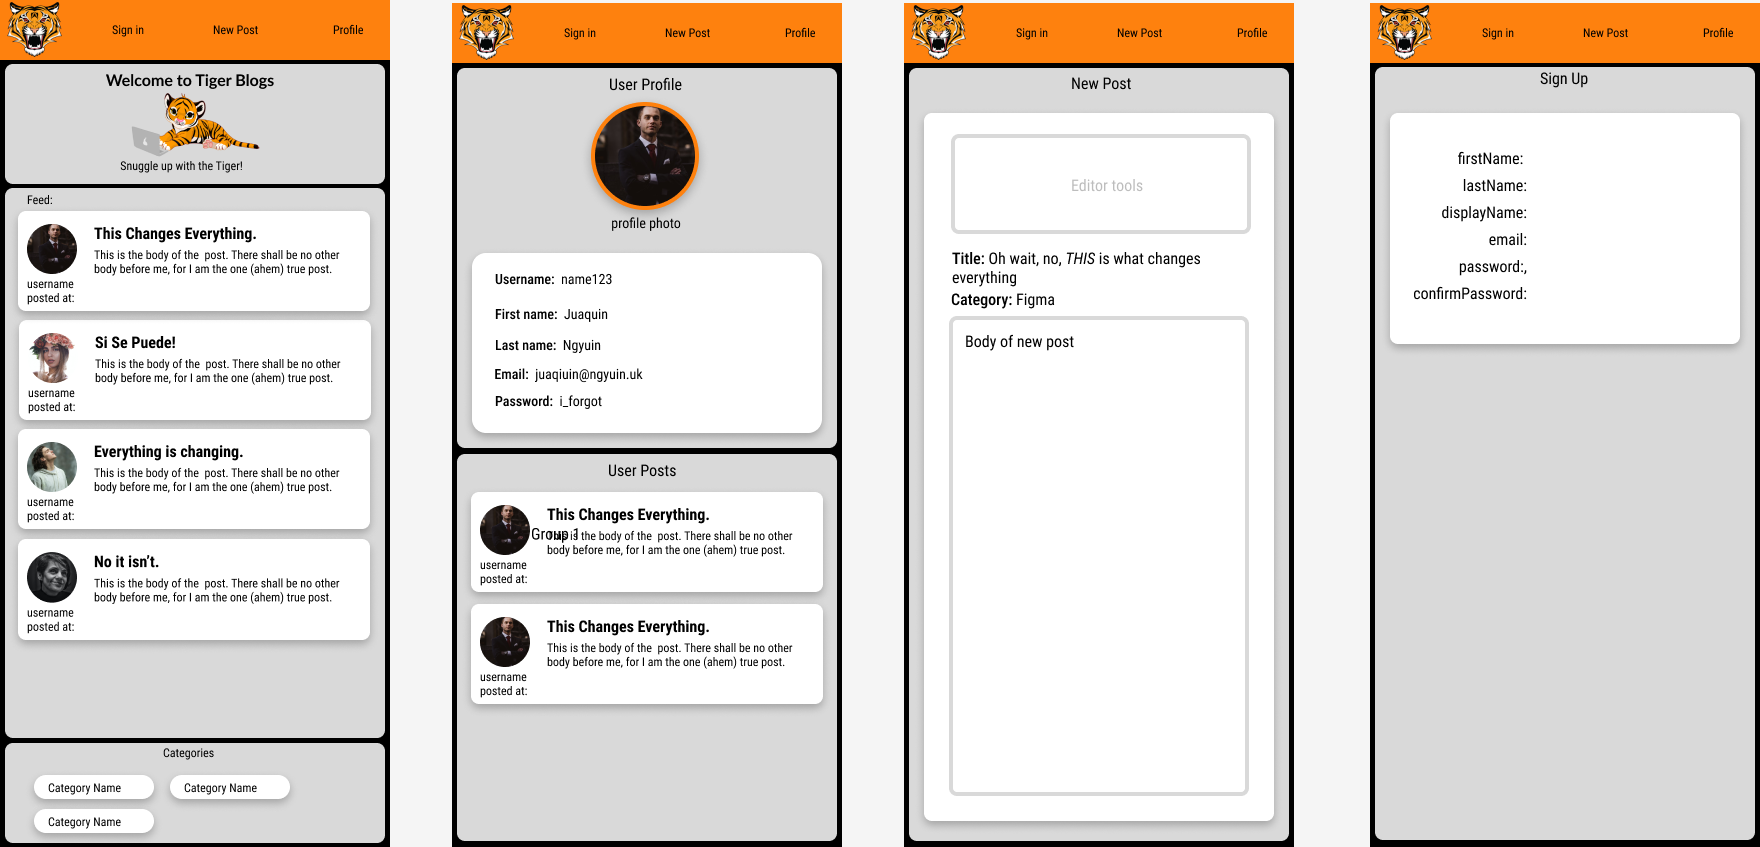 Sign in
New Post
Profile
Welcome to Tiger Blogs
Snuggle up with the Tiger!
Feed:
This Changes Everything.
This is the body of the  post. There shall be no other
body before me, for I am the one (ahem) true post.
username
posted at:
Si Se Puede!
This is the body of the  post. There shall be no other
body before me, for I am the one (ahem) true post.
username
posted at:
Everything is changing.
This is the body of the  post. There shall be no other
body before me, for I am the one (ahem) true post.
username
posted at:
No it isn’t.
This is the body of the  post. There shall be no other
body before me, for I am the one (ahem) true post.
username
posted at:
Categories
Category Name
Category Name
Category Name
Sign in
New Post
Profile
User Profile
profile photo
Username: name123
First name: Juaquin
Last name: Ngyuin
Email: juaqiuin@ngyuin.uk
Password: i_forgot
User Posts
This Changes Everything.
Group 1
This is the body of the  post. There shall be no other
body before me, for I am the one (ahem) true post.
username
posted at:
This Changes Everything.
This is the body of the  post. There shall be no other
body before me, for I am the one (ahem) true post.
username
posted at:
Sign in
New Post
Profile
New Post
Editor tools
Title: Oh wait, no, THIS is what changes
everything
Category: Figma
Body of new post
Sign in
New Post
Profile
Sign Up
firstName:
lastName:
displayName:
email:
password:,
confirmPassword: